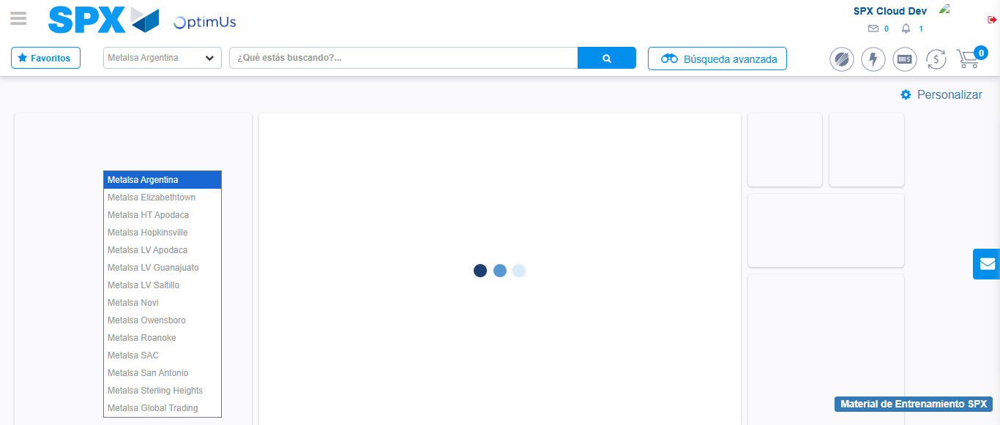 SPX OptimUs
SPX Cloud Dev
0 1
Favoritos
Metalsa Argentina
¿Qué estás buscando?...
Búsqueda avanzada
$
$
0
Personalizar
Metalsa Argentina
Metalsa Elizabethtown
Metalsa HT Apodaca
Metalsa Hopkinsville
Metalsa LV Apodaca
Metalsa LV Guanajuato
Metalsa LV Saltillo
Metalsa Novi
Metalsa Owensboro
Metalsa Roanoke
Metalsa SAC
Metalsa San Antonio
Metalsa Sterling Heights
Metalsa Global Trading
Material de Entrenamiento SPX